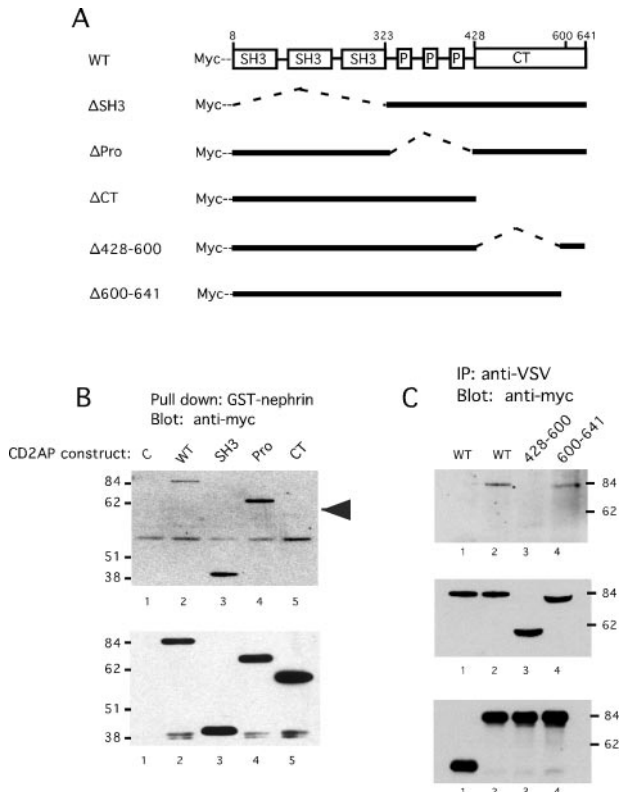 A
8 323 428 600 641
WT Myc-- SH3 SH3 SH3 P P P CT
ΔSH3 Myc--
ΔPro Myc--
ΔCT Myc--
Δ428-600 Myc--
Δ600-641 Myc--
B
Pull down: GST-nephrin
Blot: anti-myc
CD2AP construct: C WT SH3 Pro CT
84
62
51
38
1 2 3 4 5
84
62
51
38
1 2 3 4 5
C
IP: anti-VSV
Blot: anti-myc
WT WT 428-600 600-641
84
62
1 2 3 4
84
62
1 2 3 4
84
62
1 2 3 4